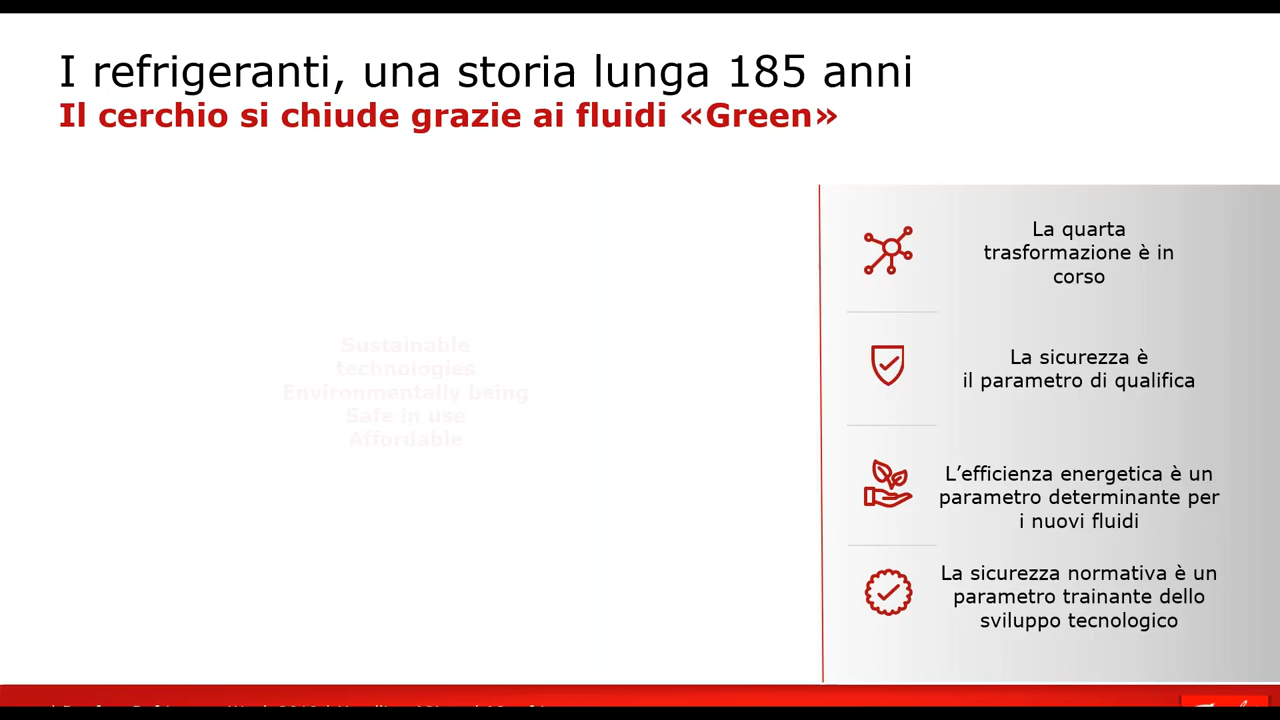 I refrigeranti, una storia lunga 185 anni
Il cerchio si chiude grazie ai fluidi «Green»
Sustainable
technologies
Environmentally being
Safe in use
Affordable
La quarta
trasformazione è in
corso
La sicurezza è
il parametro di qualifica
L’efficienza energetica è un
parametro determinante per
i nuovi fluidi
La sicurezza normativa è un
parametro trainante dello
sviluppo tecnologico